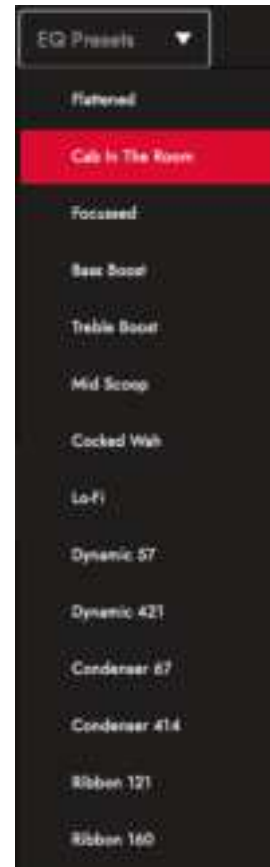 EQ Presets
Flattened
Cab In The Room
Focussed
Bass Boost
Treble Boost
Mid Scoop
Cocked Wah
Lo-Fi
Dynamic 57
Dynamic 421
Condenser 67
Condenser 414
Ribbon 121
Ribbon 160